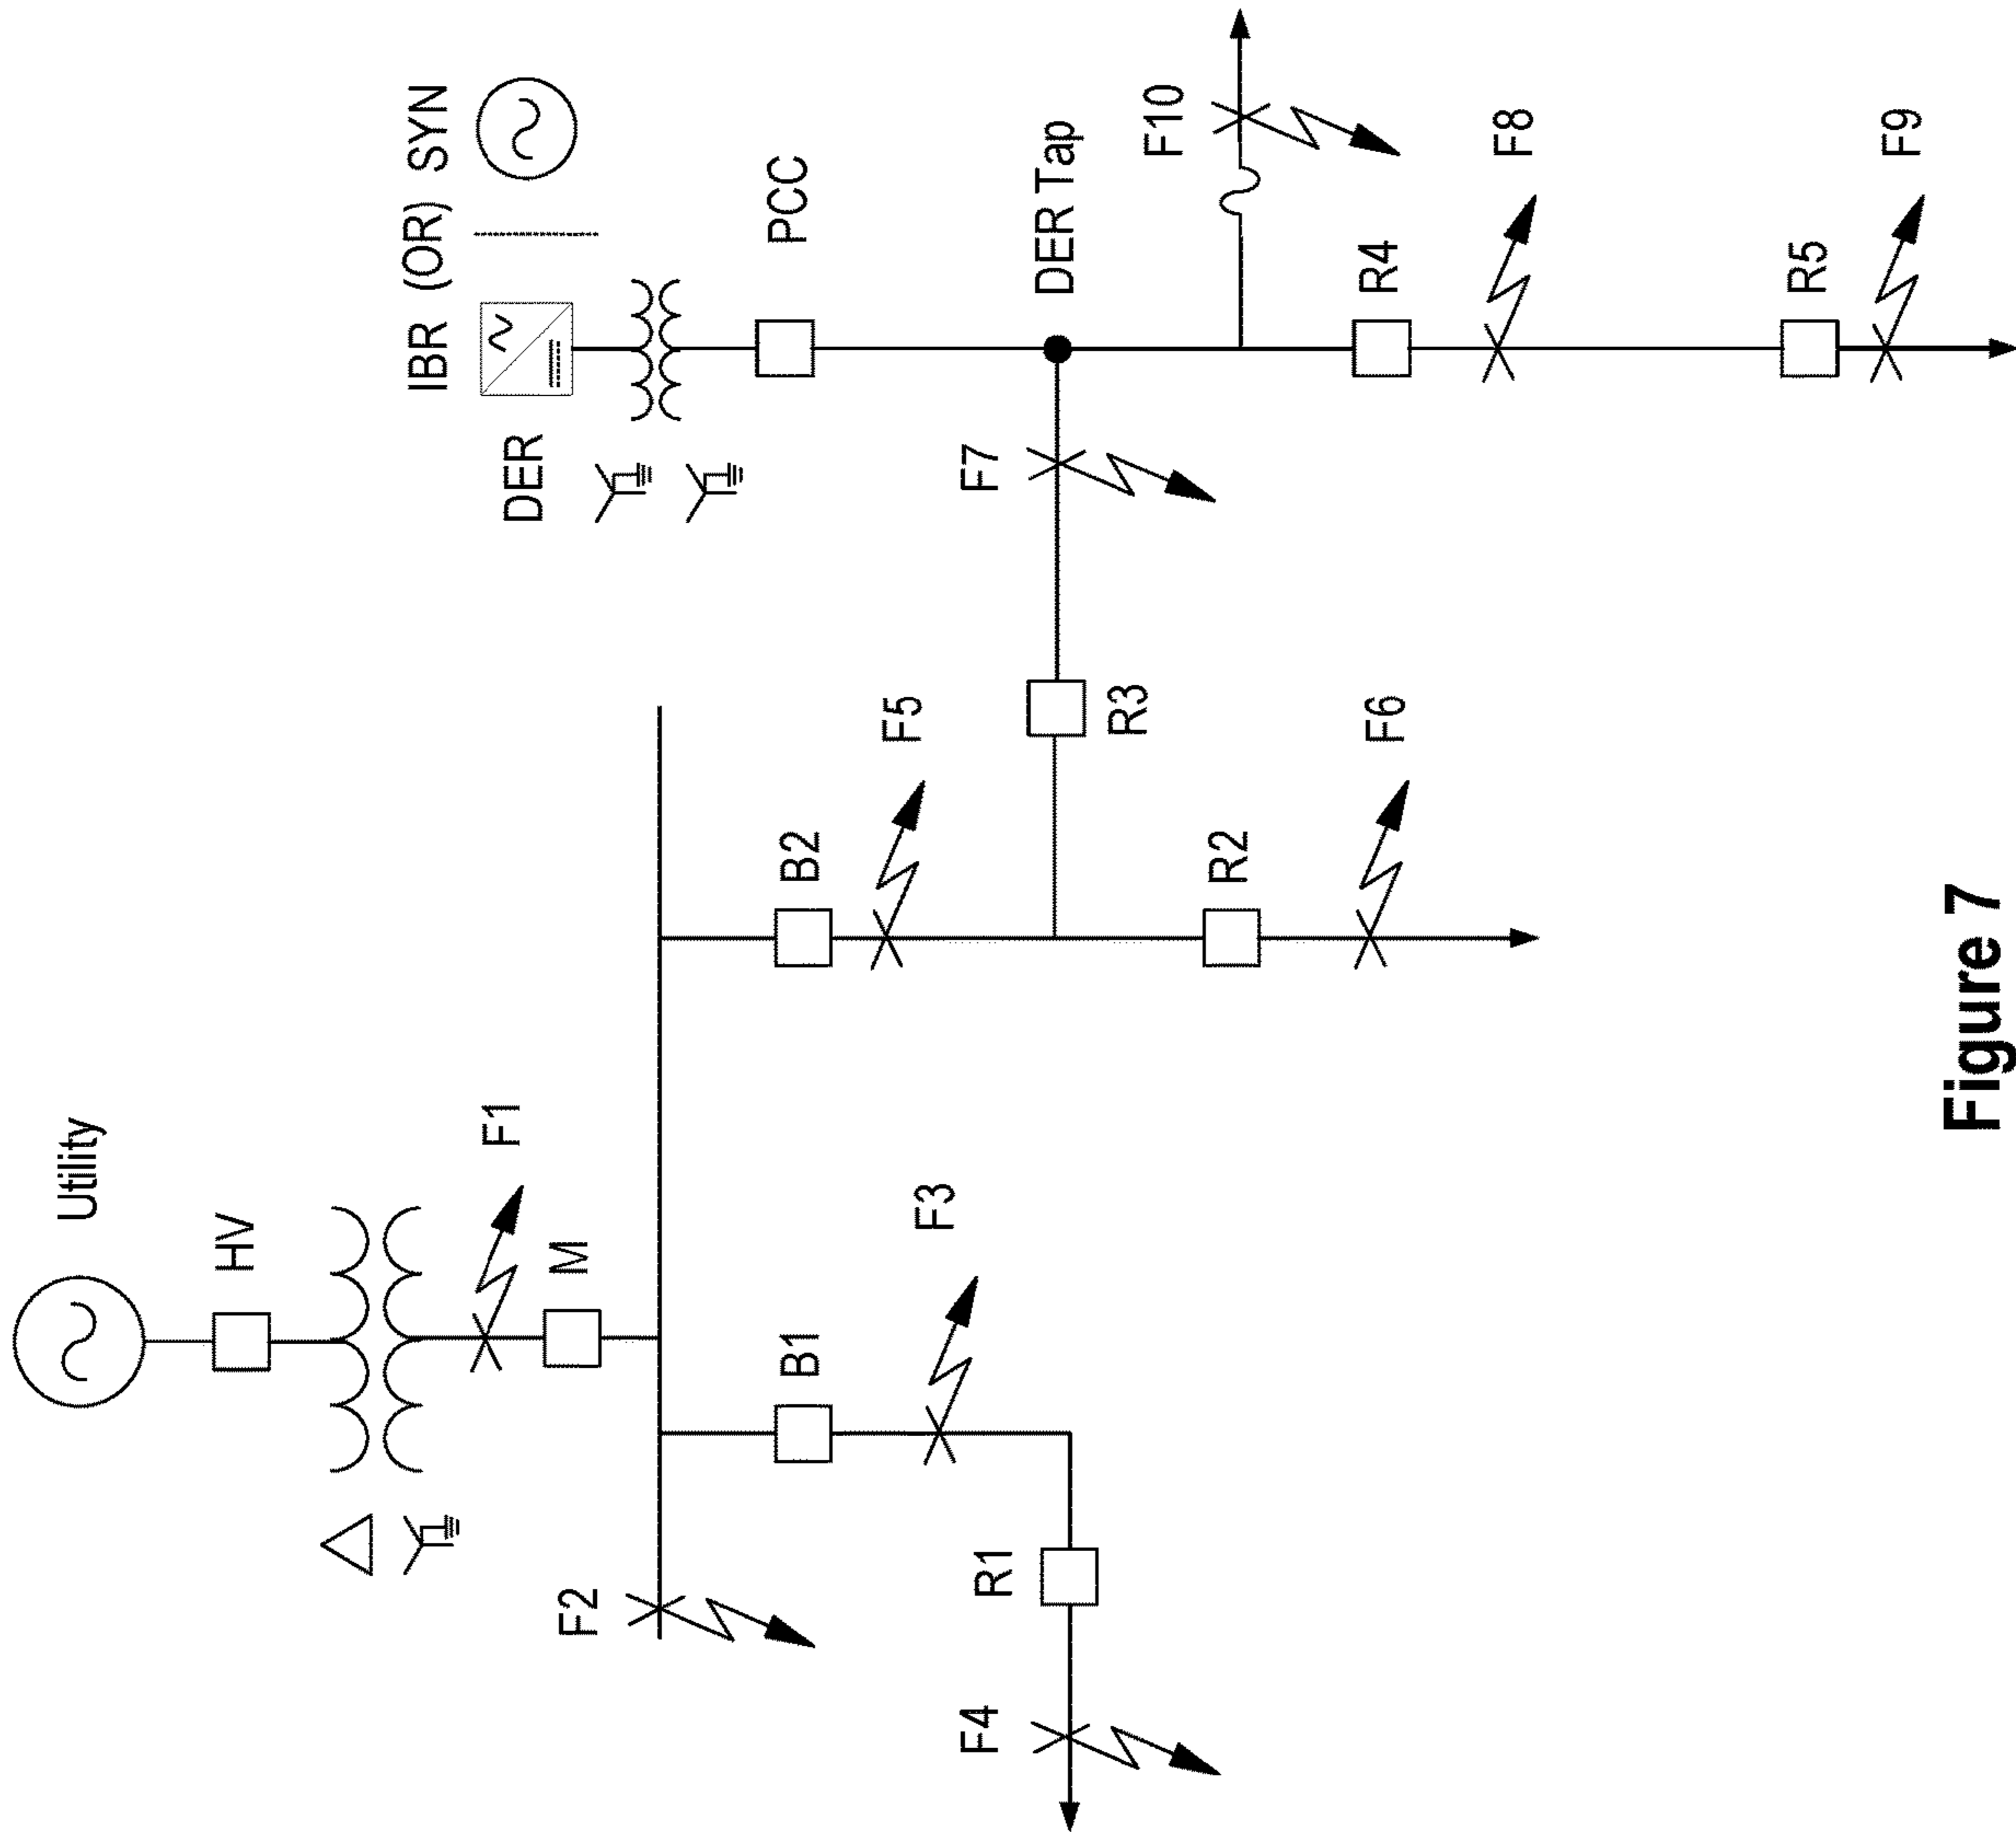 Utility
HV
F1
M
F2
B1
F3
R1
F4
B2
F5
R2
F6
R3
F7
IBR (OR) SYN
DER
PCC
DER Tap
F10
R4
F8
R5
F9
Figure 7